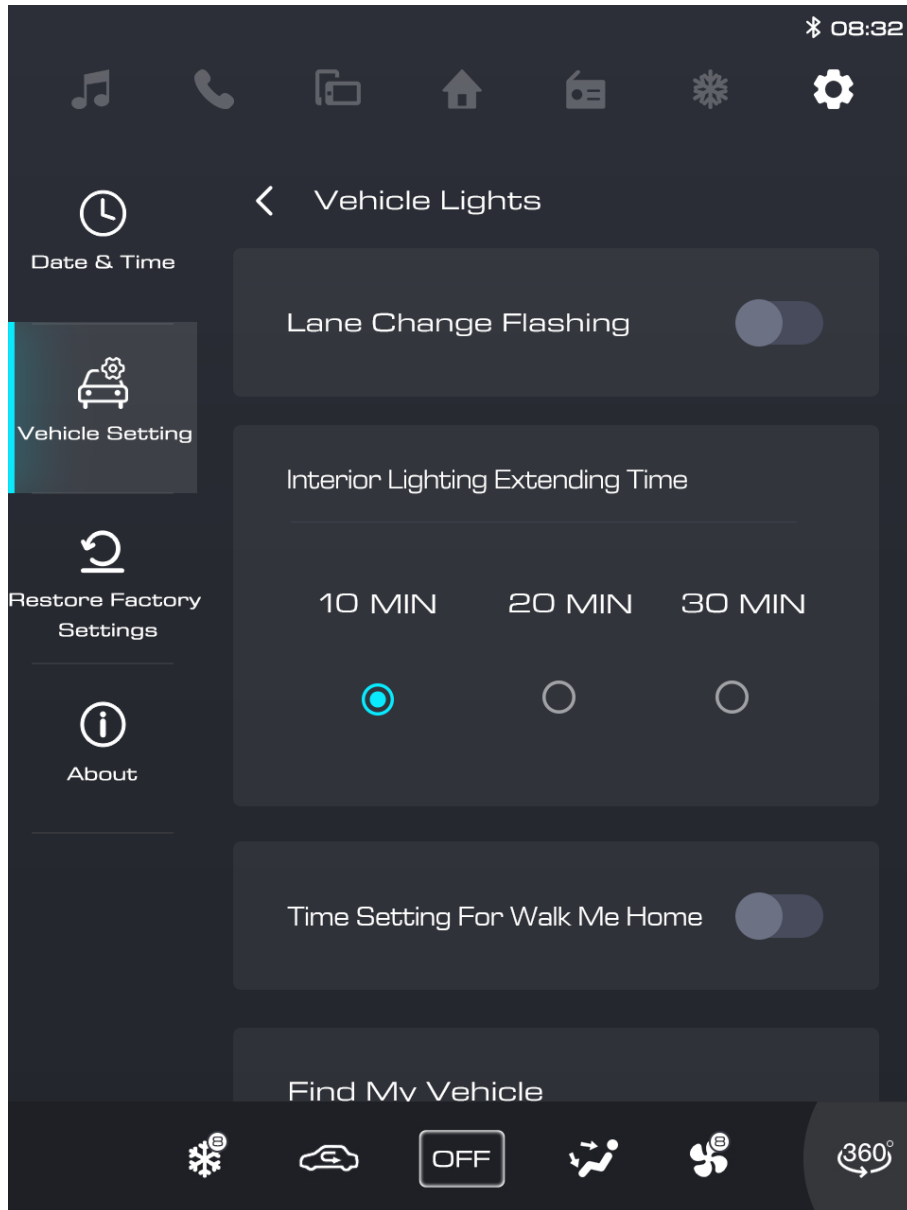 08:32
Vehicle Lights
Date & Time
Lane Change Flashing
Vehicle Setting
Interior Lighting Extending Time
Restore Factory
Settings
10 MIN 20 MIN 30 MIN
About
Time Setting For Walk Me Home
Find My Vehicle
8
OFF
8
360°